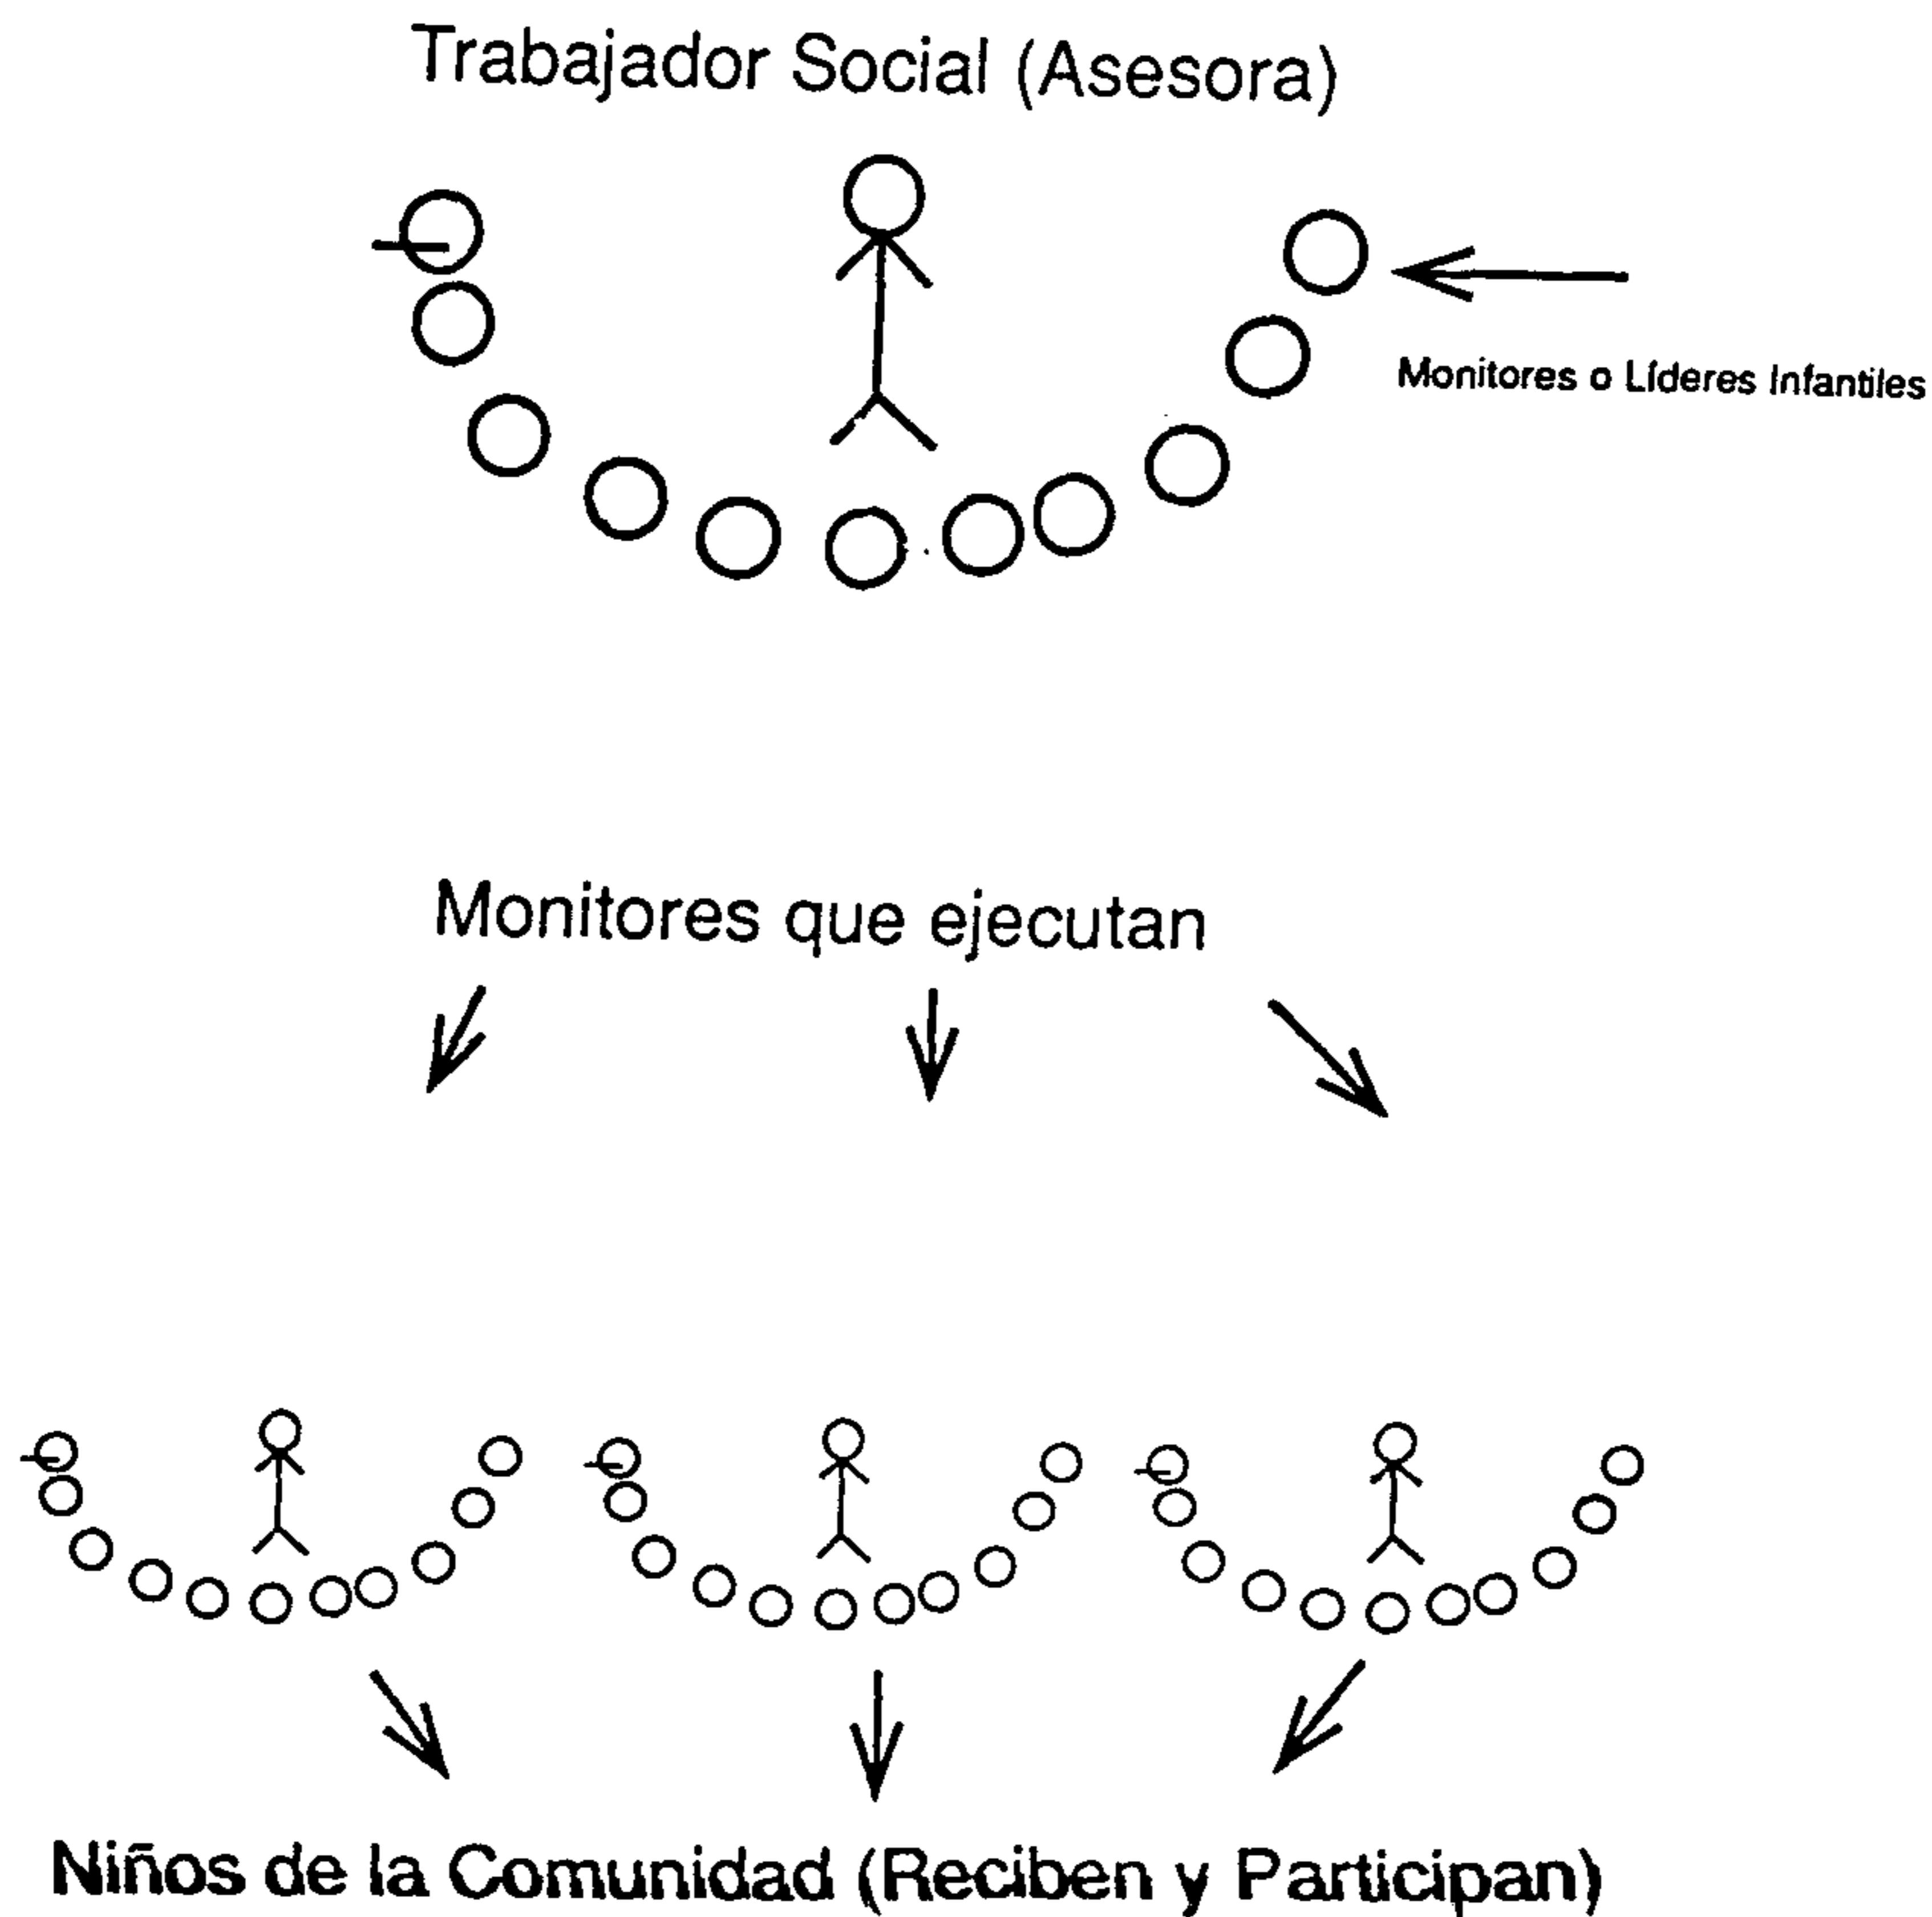 Trabajador Social (Asesora)
Monitores o Líderes Infantiles
Monitores que ejecutan
Niños de la Comunidad (Reciben y Participan)